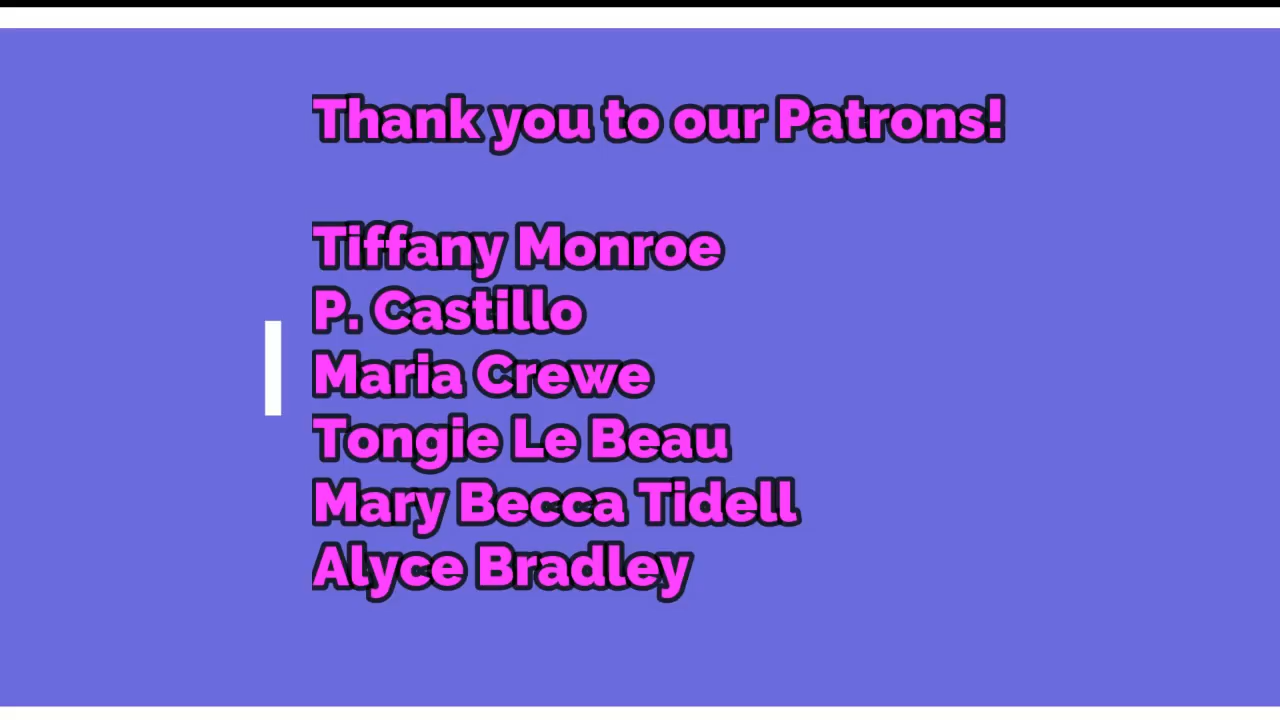 Thank you to our Patrons!
Tiffany Monroe
P. Castillo
Maria Crewe
Tongie Le Beau
Mary Becca Tidell
Alyce Bradley